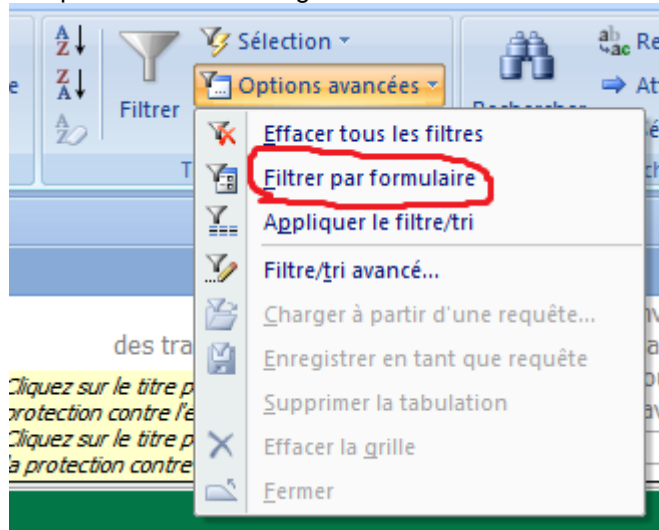 Sélection
Options avancées
Filtrer
Effacer tous les filtres
Filtrer par formulaire
Appliquer le filtre/tri
Filtre/tri avancé...
Charger à partir d'une requête...
Enregistrer en tant que requête
Supprimer la tabulation
Effacer la grille
Fermer
des tra
Cliquez sur le titre p
protection contre l'e
Cliquez sur le titre p
la protection contre